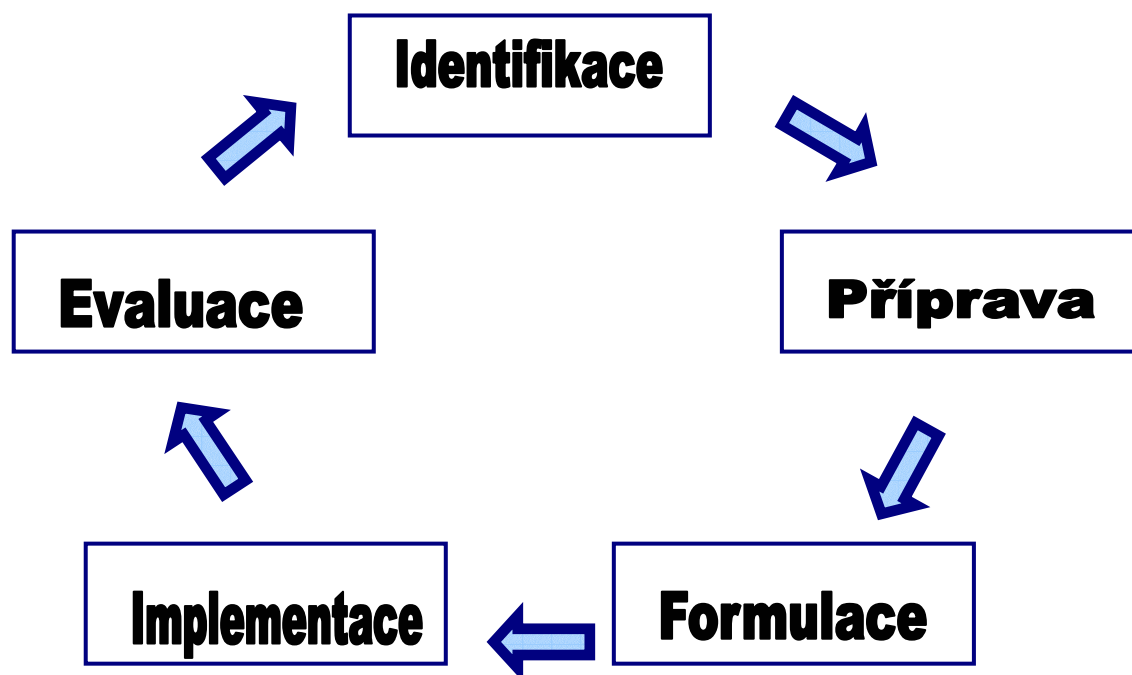 Identifikace
Příprava
Formulace
Implementace
Evaluace